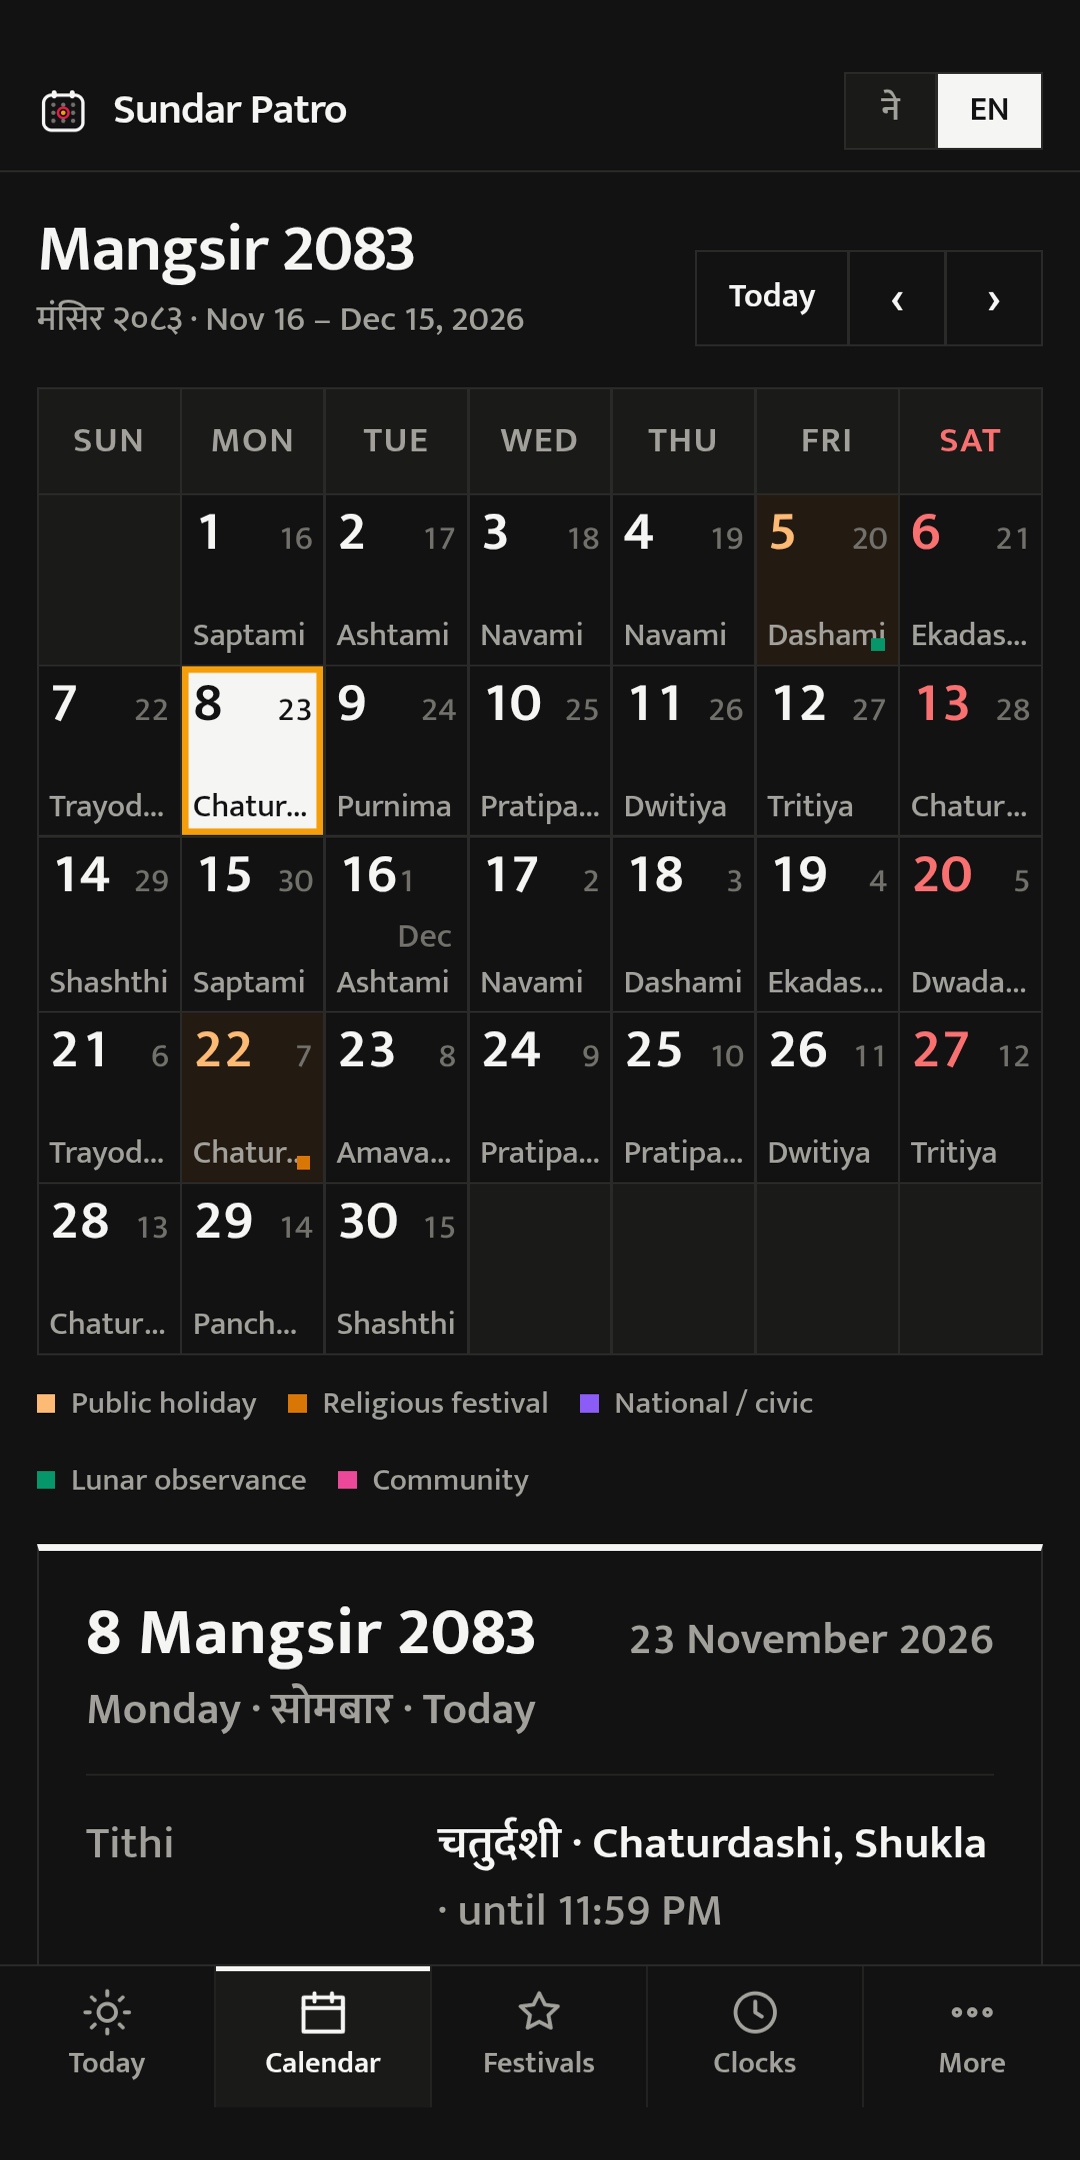 Sundar Patro
ने EN
Mangsir 2083
मंसिर २०८३ · Nov 16 – Dec 15, 2026
Today ‹ ›
SUN MON TUE WED THU FRI SAT
1 16 2 17 3 18 4 19 5 20 6 21
Saptami Ashtami Navami Navami Dashami Ekadas...
7 22 8 23 9 24 10 25 11 26 12 27 13 28
Trayod... Chatur... Purnima Pratipa... Dwitiya Tritiya Chatur...
14 29 15 30 16 1 17 2 18 3 19 4 20 5
Dec
Shashthi Saptami Ashtami Navami Dashami Ekadas... Dwada...
21 6 22 7 23 8 24 9 25 10 26 11 27 12
Trayod... Chatur... Amava... Pratipa... Pratipa... Dwitiya Tritiya
28 13 29 14 30 15
Chatur... Panch... Shashthi
Public holiday Religious festival National / civic
Lunar observance Community
8 Mangsir 2083 23 November 2026
Monday · सोमबार · Today
Tithi चतुर्दशी · Chaturdashi, Shukla
· until 11:59 PM
Today Calendar Festivals Clocks More